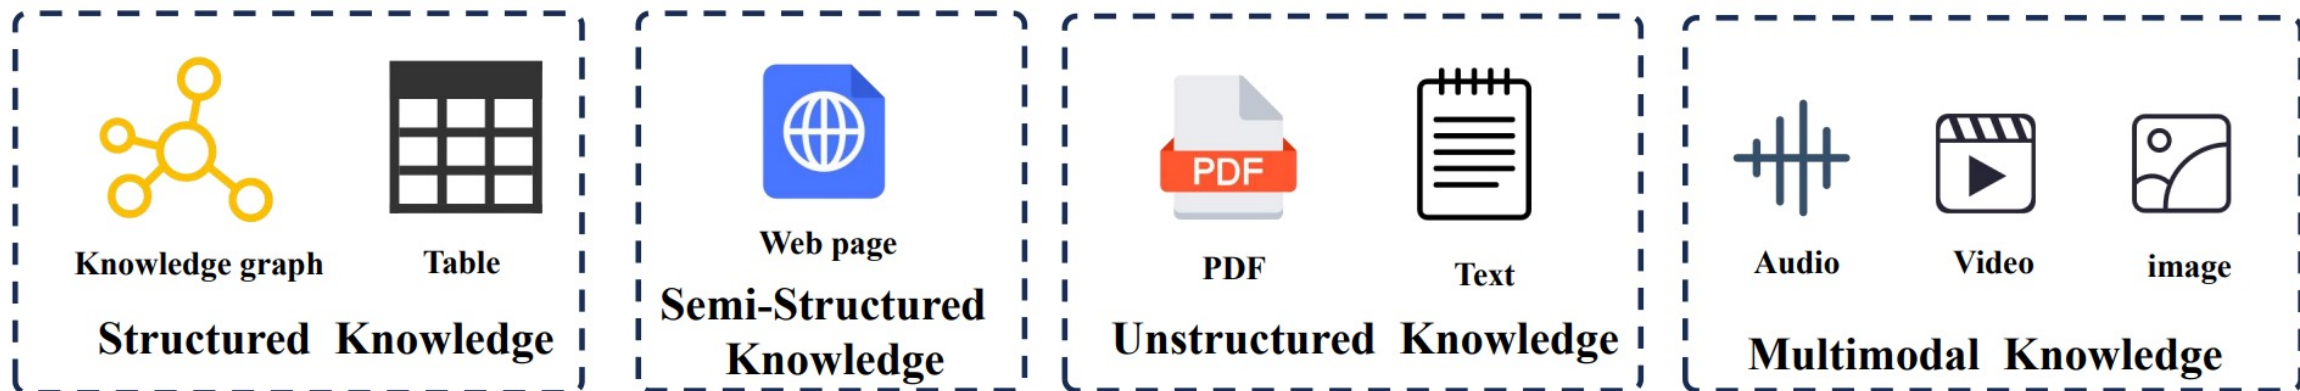 Knowledge graph
Table
Structured Knowledge
Web page
Semi-Structured
Knowledge
PDF
PDF
Text
Unstructured Knowledge
Audio
Video
image
Multimodal Knowledge